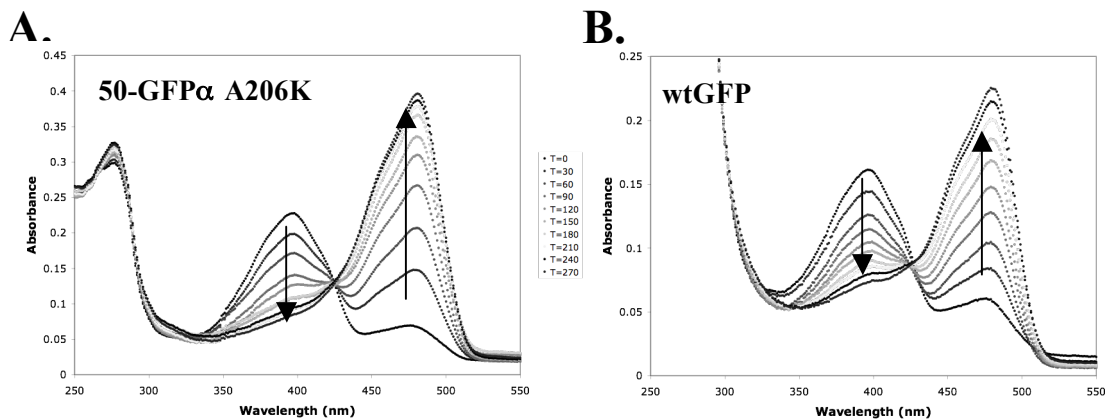 A.
50-GFPα A206K
Absorbance
0.45
0.4
0.35
0.3
0.25
0.2
0.15
0.1
0.05
0
250
300
350
400
450
500
550
Wavelength (nm)
T=0
T=30
T=60
T=90
T=120
T=150
T=180
T=210
T=240
T=270
B.
wtGFP
Absorbance
0.25
0.2
0.15
0.1
0.05
0
250
300
350
400
450
500
550
Wavelength (nm)